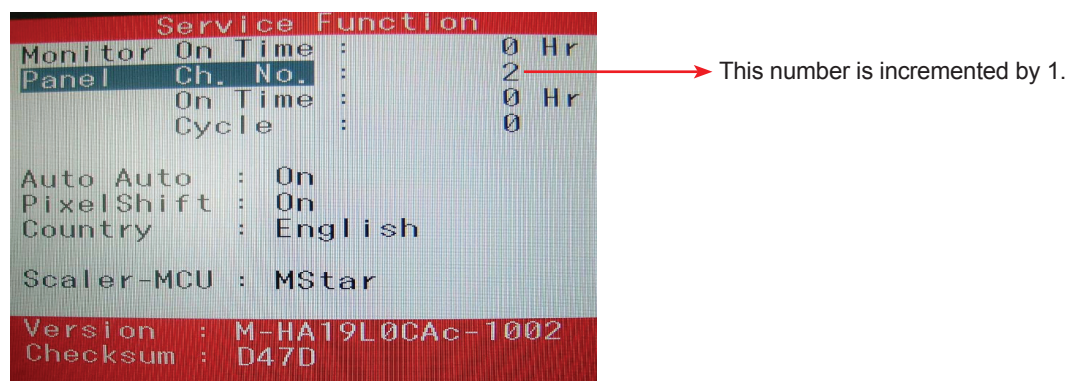 Service Function
Monitor On Time : 0 Hr
Panel Ch. No. : 2
This number is incremented by 1.
On Time : 0 Hr
Cycle : 0
Auto Auto : On
PixelShift : On
Country : English
Scaler-MCU : MStar
Version : M-HA19L0CAc-1002
Checksum : D47D